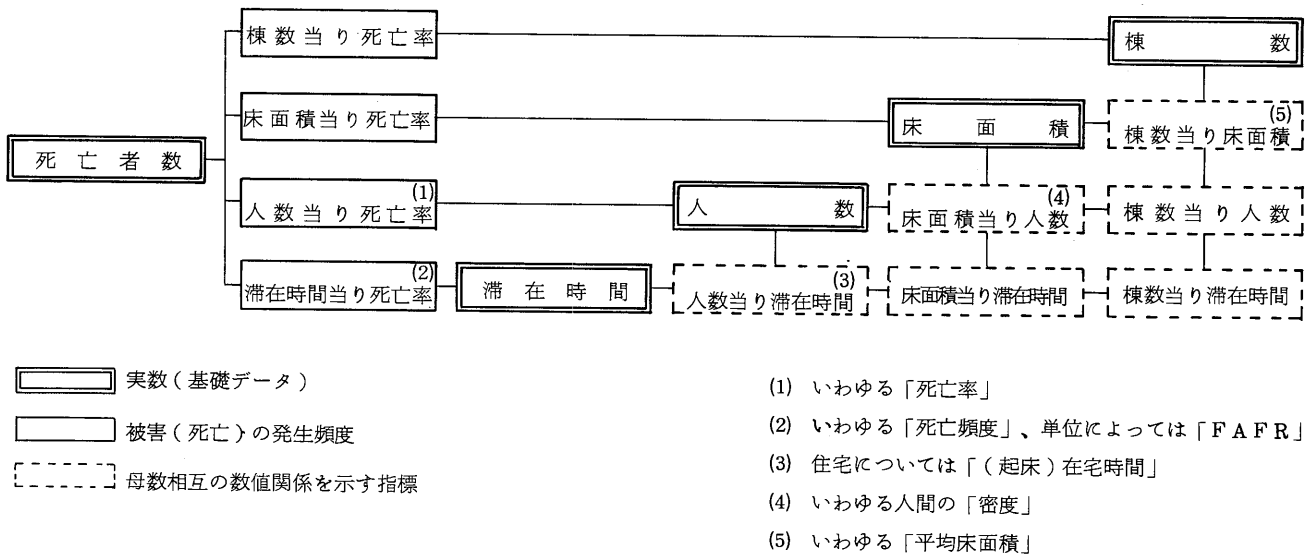 棟数当り死亡率
棟数
床面積当り死亡率
床面積
(5)
棟数当り床面積
死亡者数
(1)
人数当り死亡率
人数
(4)
床面積当り人数
棟数当り人数
(2)
滞在時間当り死亡率
滞在時間
(3)
人数当り滞在時間
床面積当り滞在時間
棟数当り滞在時間
実数(基礎データ)
被害(死亡)の発生頻度
母数相互の数値関係を示す指標
(1) いわゆる「死亡率」
(2) いわゆる「死亡頻度」、単位によっては「FAFR」
(3) 住宅については「(起床)在宅時間」
(4) いわゆる人間の「密度」
(5) いわゆる「平均床面積」